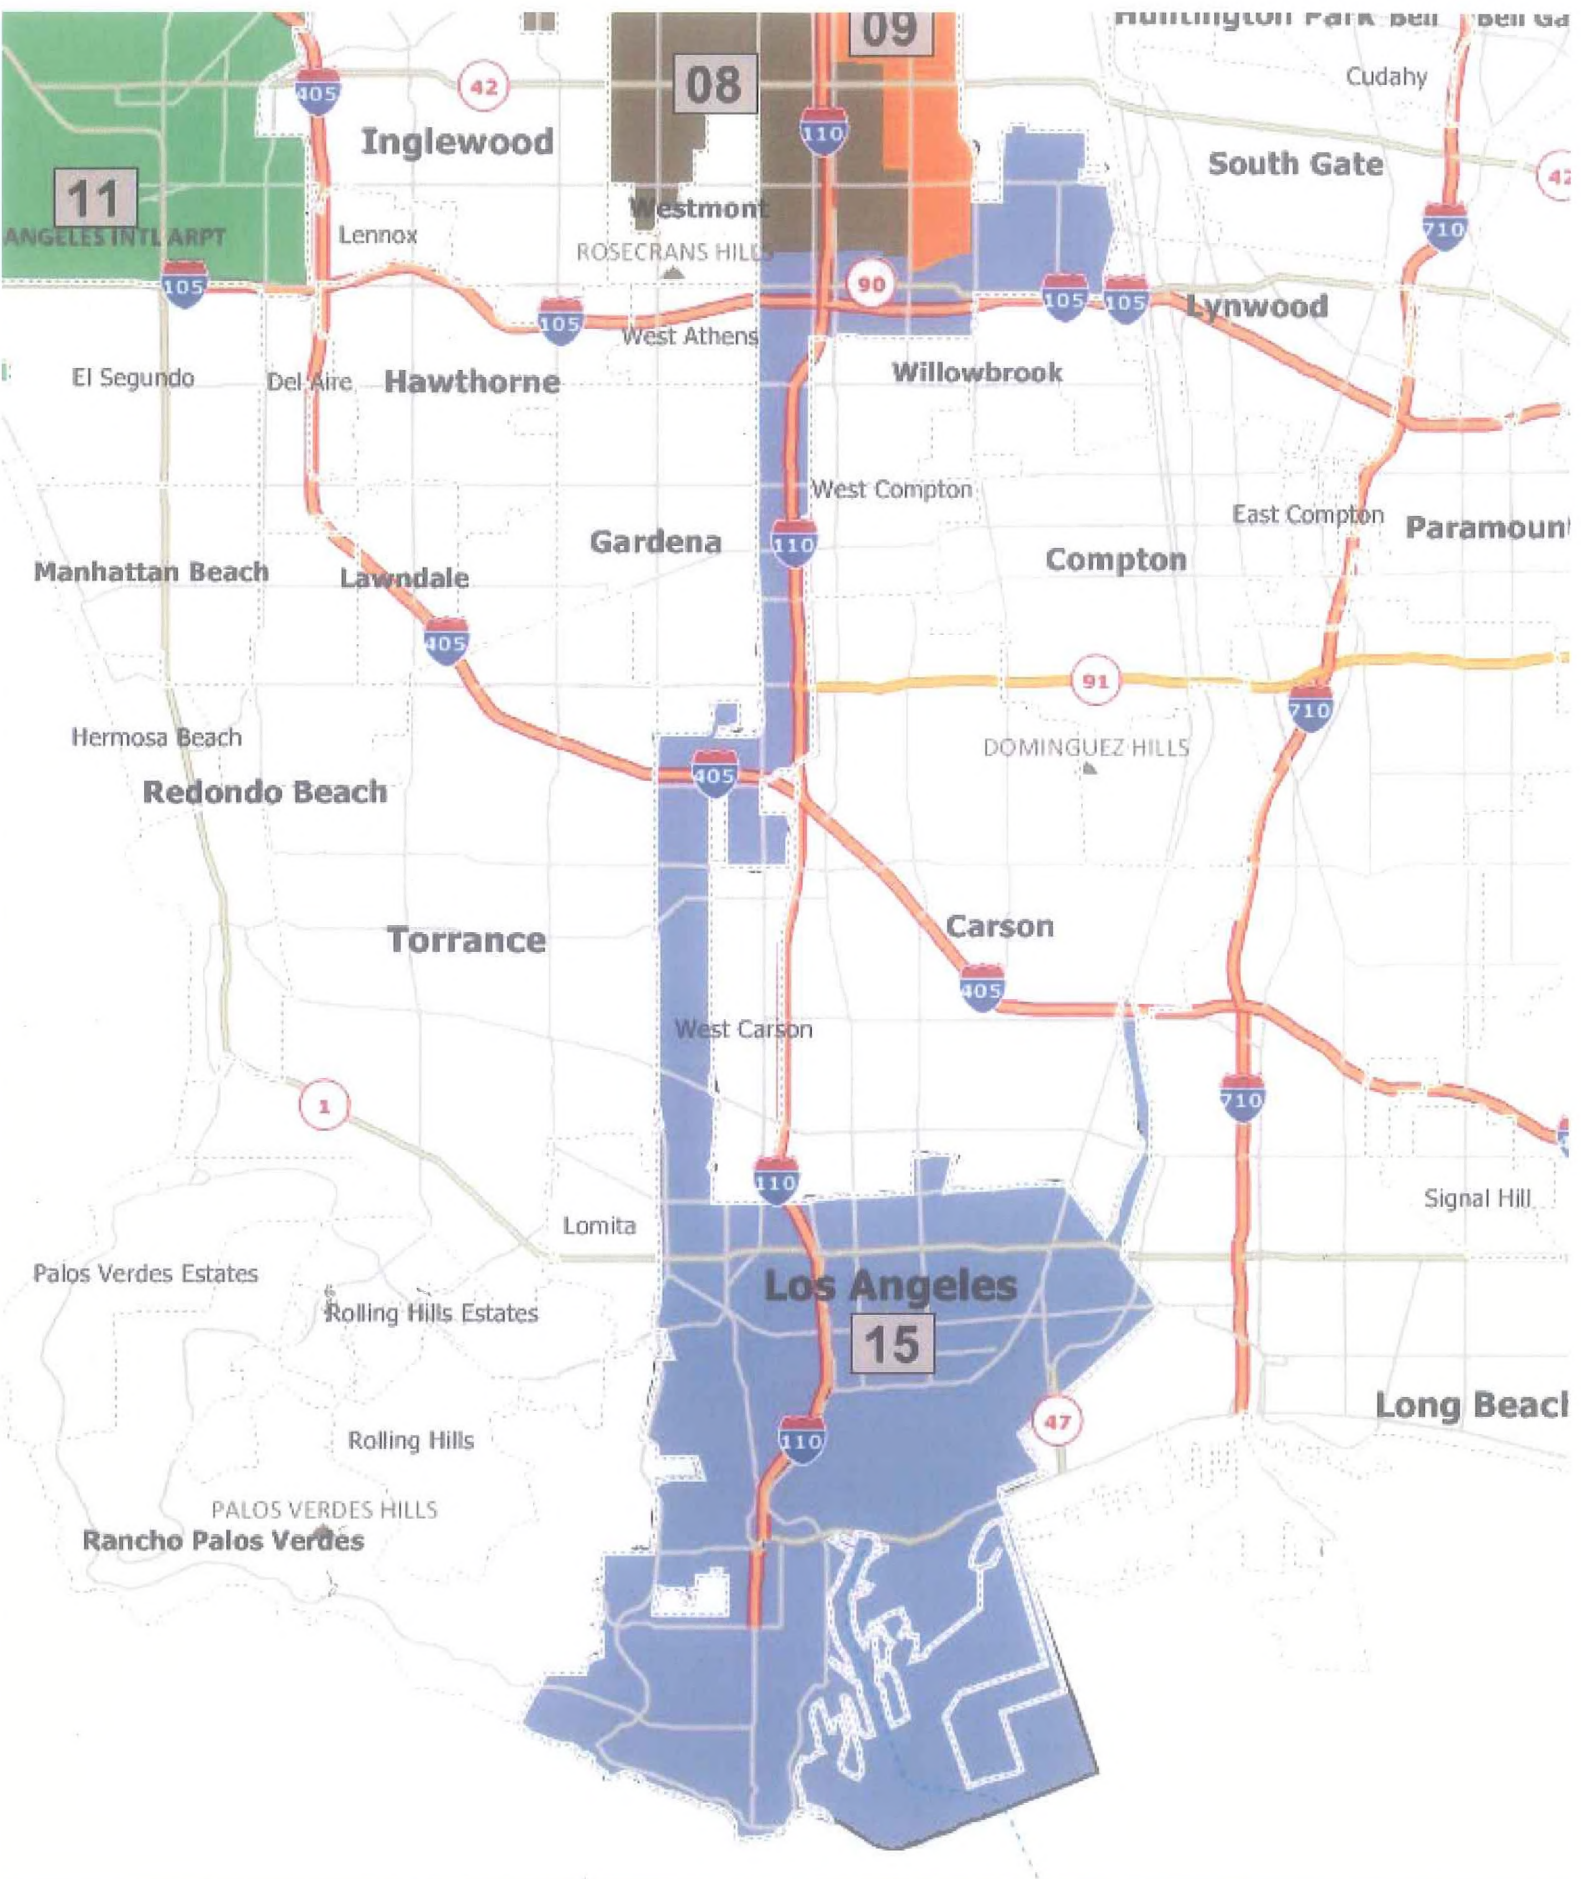 09
Huntington Park Bell Bell Ga
Cudahy
08
405
42
110
Inglewood
South Gate
42
11
Westmont
ANGELES INTL ARPT
Lennox
710
ROSECRANS HILLS
105
90
105
105
105
Lynwood
West Athens
El Segundo
Del Aire
Hawthorne
Willowbrook
West Compton
East Compton
Paramoun
Gardena
110
Compton
Manhattan Beach
Lawndale
405
91
710
Hermosa Beach
DOMINGUEZ HILLS
405
Redondo Beach
Torrance
Carson
405
West Carson
1
710
110
Signal Hill
Lomita
Palos Verdes Estates
Los Angeles
Rolling Hills Estates
15
Long Beach
47
Rolling Hills
110
PALOS VERDES HILLS
Rancho Palos Verdes